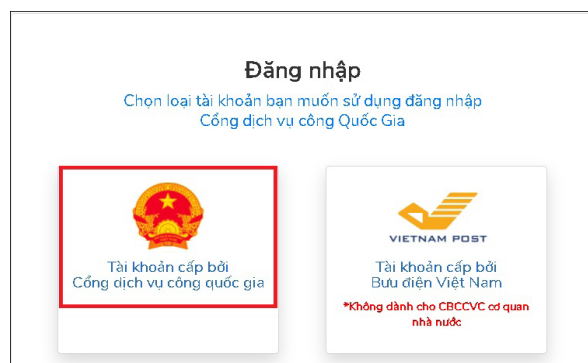 Đăng nhập
Chọn loại tài khoản bạn muốn sử dụng đăng nhập
Cổng dịch vụ công Quốc Gia
Tài khoản cấp bởi
Cổng dịch vụ công quốc gia
VIETNAM POST
Tài khoản cấp bởi
Bưu điện Việt Nam
*Không dành cho CBCCVC cơ quan
nhà nước